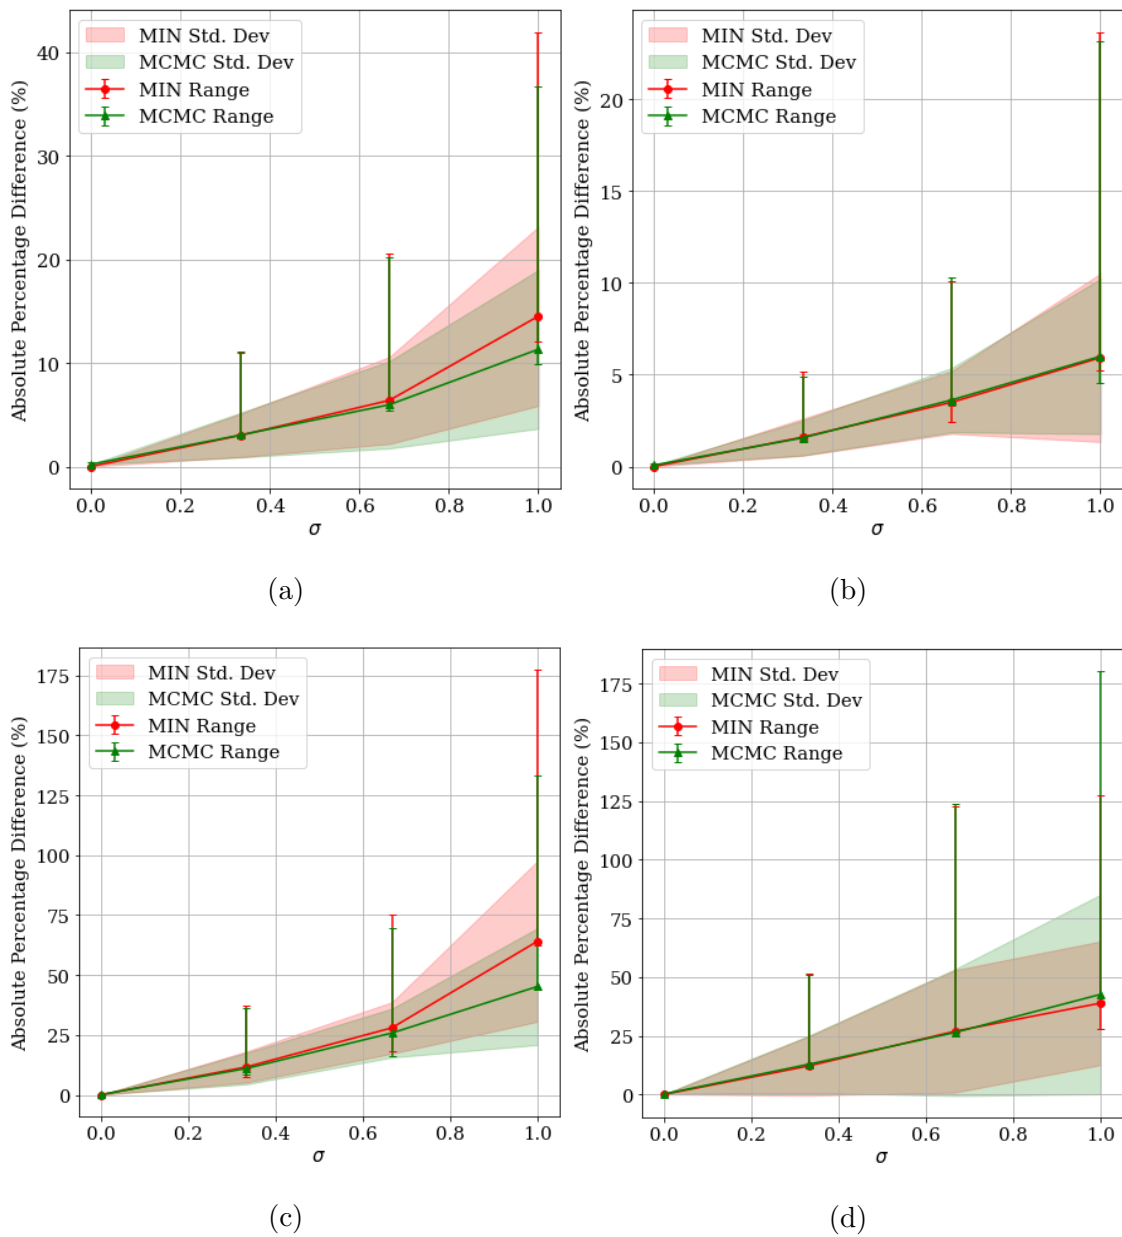 MIN Std. Dev
MCMC Std. Dev
MIN Range
MCMC Range
Absolute Percentage Difference (%)
40
30
20
10
0
0.0 0.2 0.4 0.6 0.8 1.0
σ
(a)
MIN Std. Dev
MCMC Std. Dev
MIN Range
MCMC Range
Absolute Percentage Difference (%)
20
15
10
5
0
0.0 0.2 0.4 0.6 0.8 1.0
σ
(b)
MIN Std. Dev
MCMC Std. Dev
MIN Range
MCMC Range
Absolute Percentage Difference (%)
175
150
125
100
75
50
25
0
0.0 0.2 0.4 0.6 0.8 1.0
σ
(c)
MIN Std. Dev
MCMC Std. Dev
MIN Range
MCMC Range
Absolute Percentage Difference (%)
175
150
125
100
75
50
25
0
0.0 0.2 0.4 0.6 0.8 1.0
σ
(d)